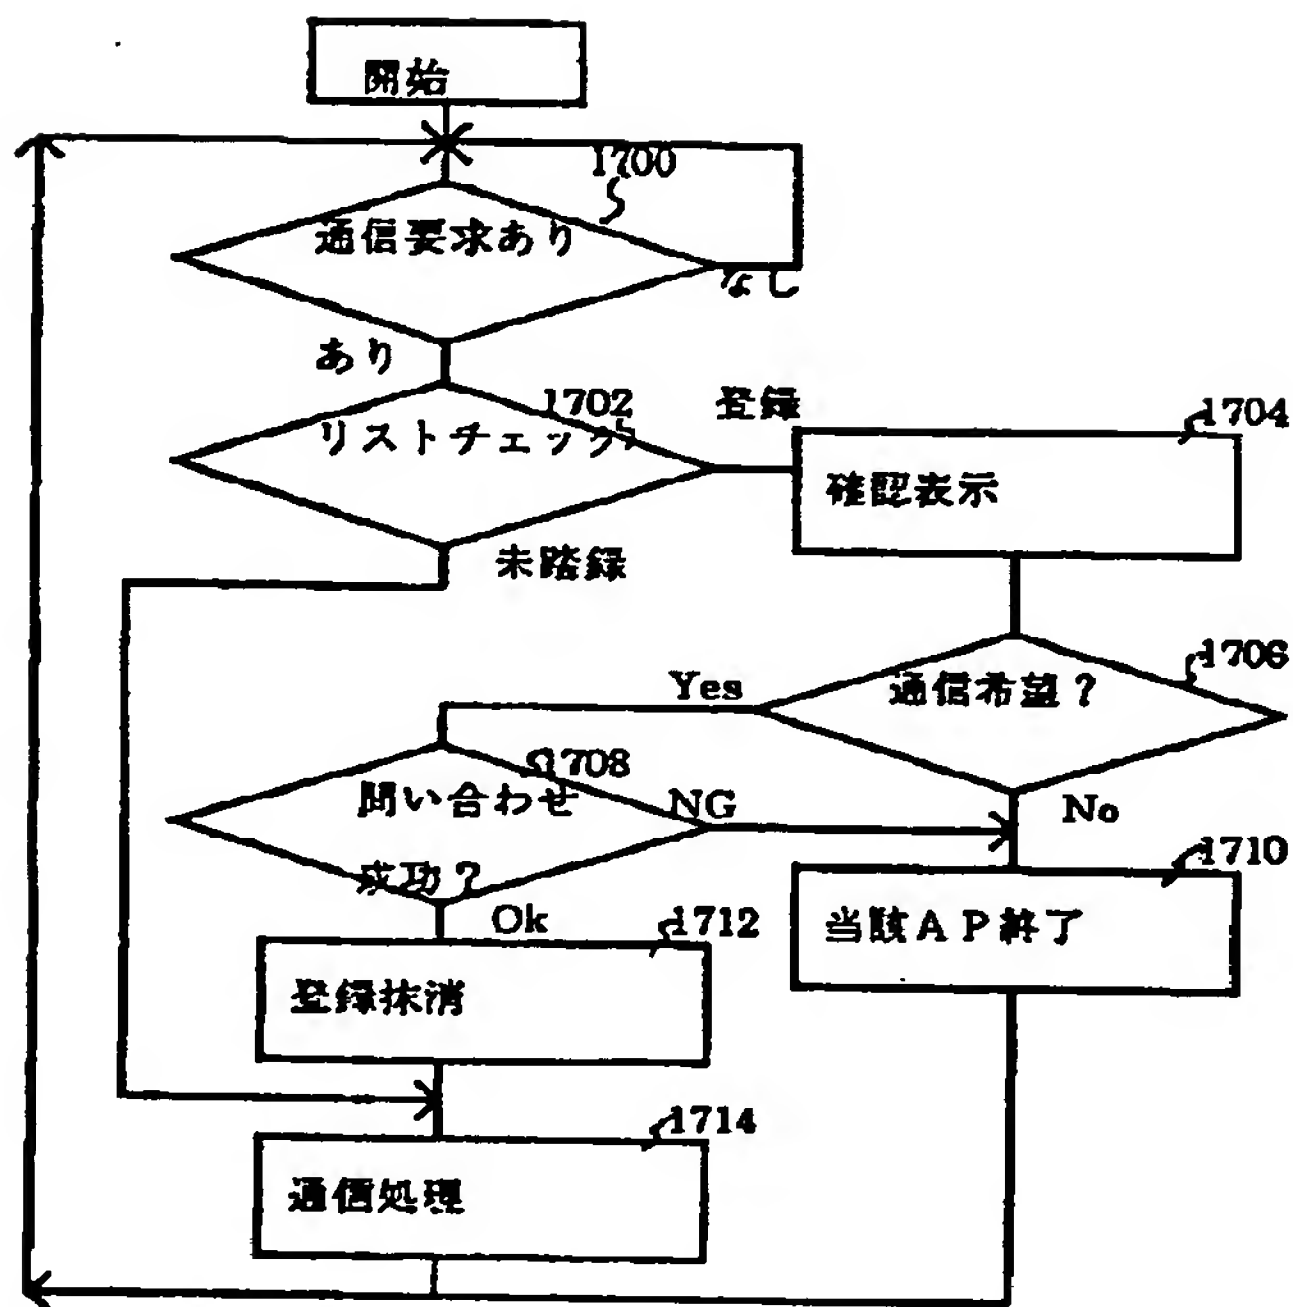 開始
1700
通信要求あり
なし
あり
1702
登録
1704
リストチェック
確認表示
未踏録
1706
Yes
通信希望?
1708
問い合わせ
NG
No
成功?
1710
Ok
1712
当該AP終了
登録抹消
1714
通信処理